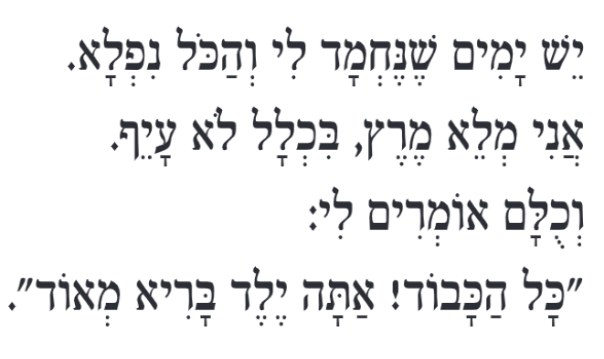 יֵשׁ יָמִים שֶׁנֶּחְמָד לִי וְהַכֹּל נִפְלָא.
אֲנִי מְלֵא מֶרֶץ, בִּכְלָל לֹא עָיֵף.
וְכֻלָּם אוֹמְרִים לִי:
"כָּל הַכָּבוֹד! אַתָּה יֶלֶד בָּרִיא מְאוֹד".